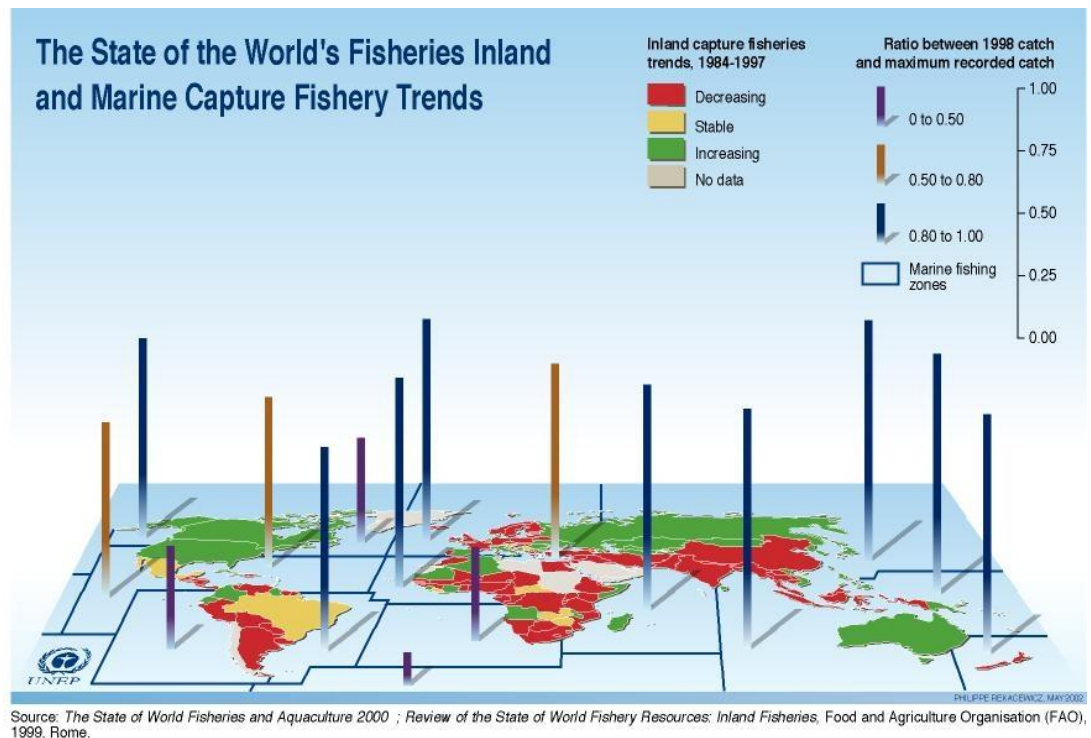 The State of the World's Fisheries Inland
and Marine Capture Fishery Trends
Inland capture fisheries
trends, 1984-1997
Decreasing
Stable
Increasing
No data
Ratio between 1998 catch
and maximum recorded catch
0 to 0.50
0.50 to 0.80
0.80 to 1.00
Marine fishing
zones
1.00
0.75
0.50
0.25
0.00
UNEP
PHILIPPE REKACEWICZ, MAY 2002
Source: The State of World Fisheries and Aquaculture 2000 ; Review of the State of World Fishery Resources: Inland Fisheries, Food and Agriculture Organisation (FAO),
1999, Rome.